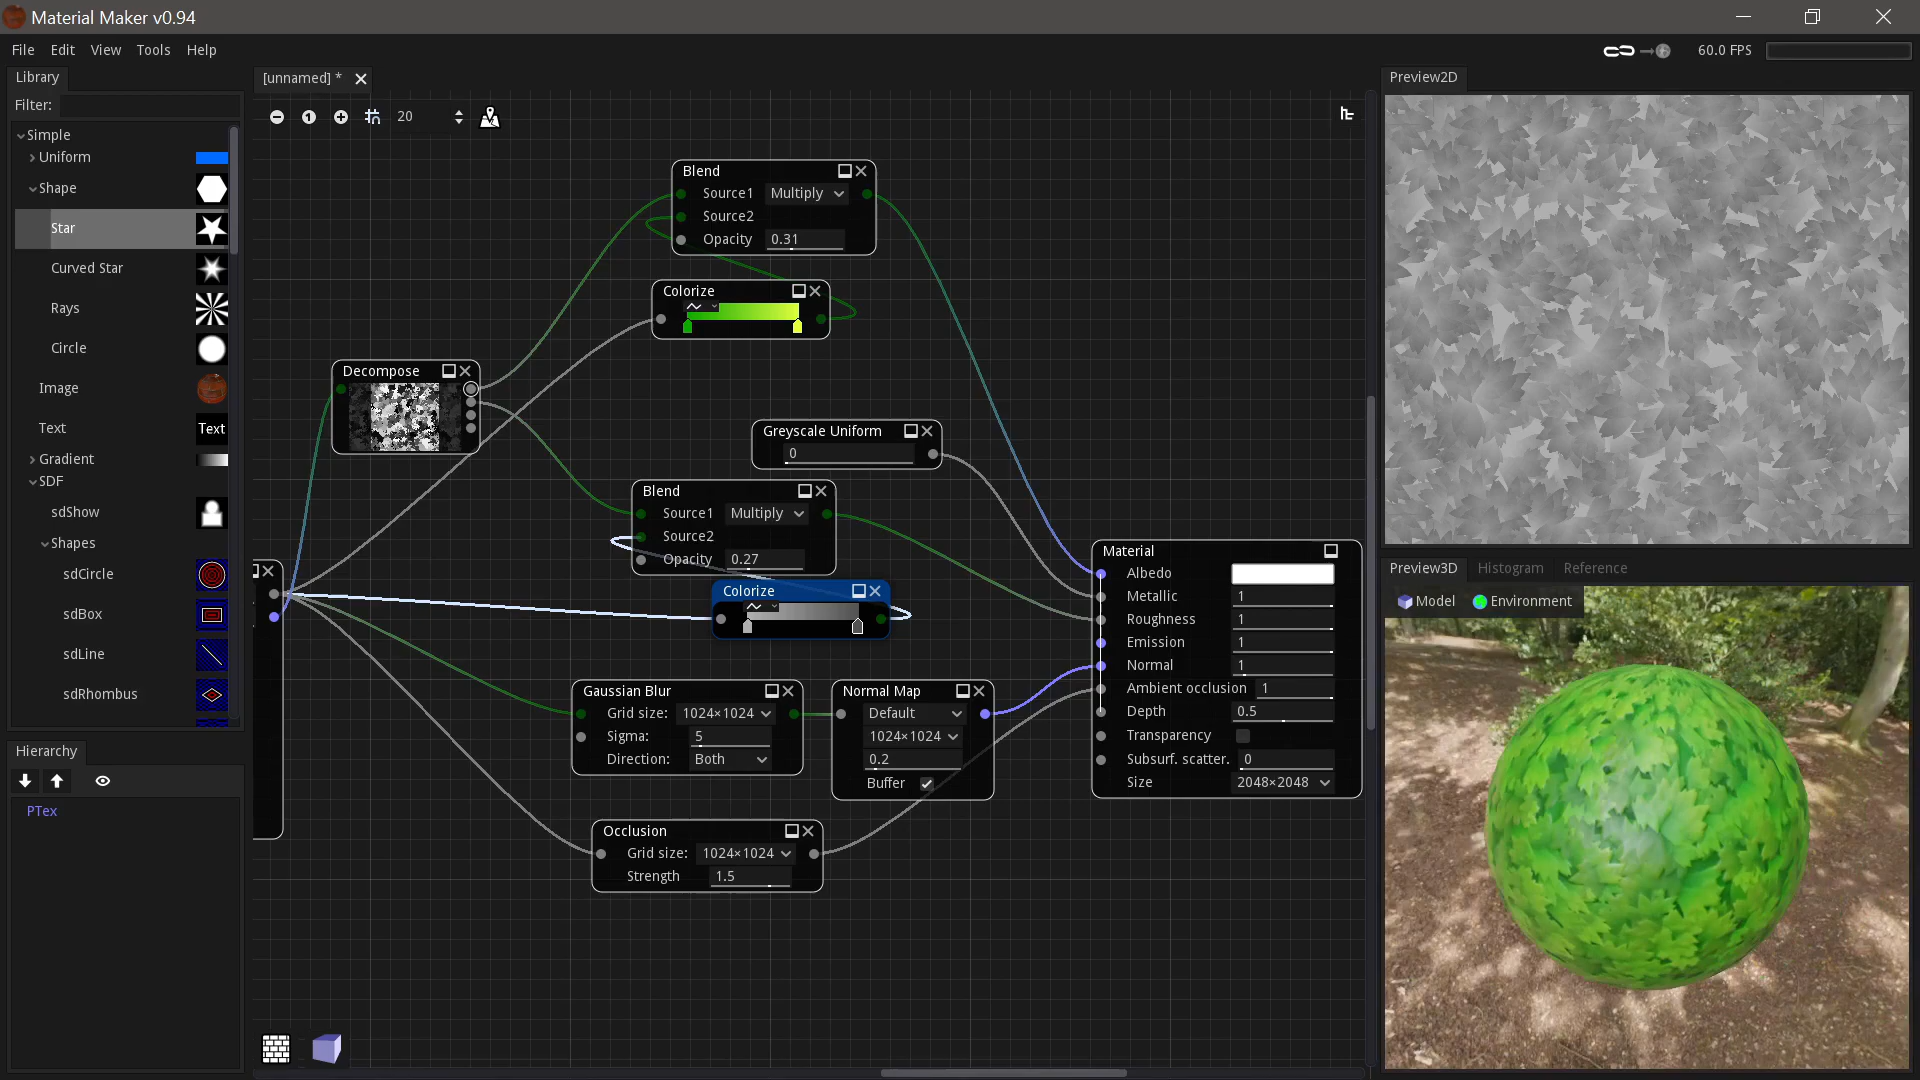 Material Maker v0.94
File Edit View Tools Help
60.0 FPS
Library
[unnamed] *
Preview2D
Filter:
20
Simple
Uniform
Shape
Star
Curved Star
Rays
Circle
Image
Text
Text
Gradient
SDF
sdShow
Shapes
sdCircle
sdBox
sdLine
sdRhombus
Hierarchy
PTex
Blend
Source1 Multiply
Source2
Opacity 0.31
Colorize
Decompose
Greyscale Uniform
0
Blend
Source1 Multiply
Source2
Opacity 0.27
Colorize
Gaussian Blur
Grid size: 1024×1024
Sigma: 5
Direction: Both
Normal Map
Default
1024×1024
0.2
Buffer
Occlusion
Grid size: 1024×1024
Strength 1.5
Material
Albedo
Metallic 1
Roughness 1
Emission 1
Normal 1
Ambient occlusion 1
Depth 0.5
Transparency
Subsurf. scatter. 0
Size 2048×2048
Preview3D Histogram Reference
Model Environment